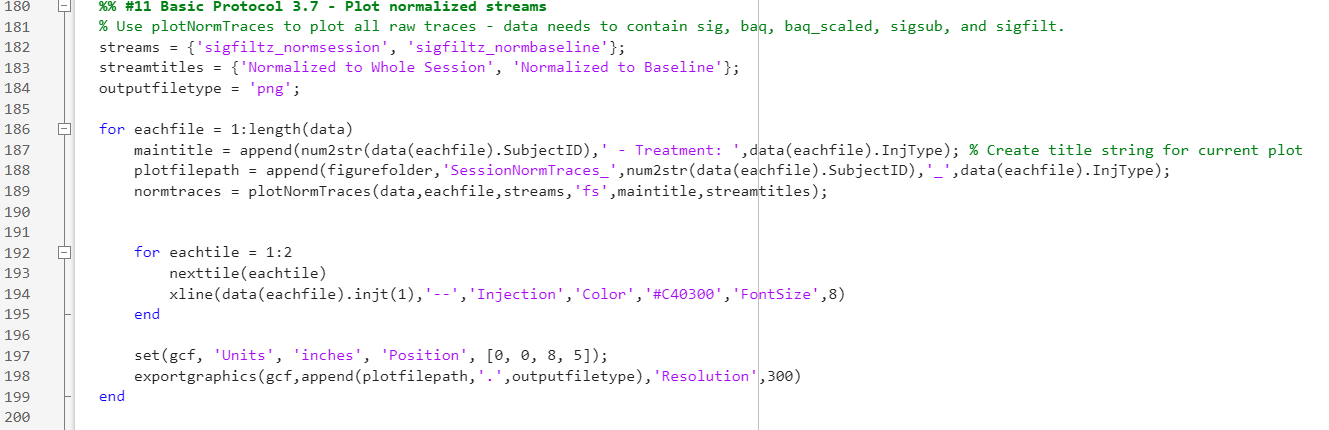 180 %% #11 Basic Protocol 3.7 - Plot normalized streams
181 % Use plotNormTraces to plot all raw traces - data needs to contain sig, baq, baq_scaled, sigsub, and sigfilt.
182 streams = {'sigfiltz_normsession', 'sigfiltz_normbaseline'};
183 streamtitles = {'Normalized to Whole Session', 'Normalized to Baseline'};
184 outputfiletype = 'png';
185
186 for eachfile = 1:length(data)
187 maintitle = append(num2str(data(eachfile).SubjectID),' - Treatment: ',data(eachfile).InjType); % Create title string for current plot
188 plotfilepath = append(figurefolder,'SessionNormTraces_',num2str(data(eachfile).SubjectID),'_',data(eachfile).InjType);
189 normtraces = plotNormTraces(data,eachfile,streams,'fs',maintitle,streamtitles);
190
191
192 for eachtile = 1:2
193 nexttile(eachtile)
194 xline(data(eachfile).injt(1),'--','Injection','Color','#C40300','FontSize',8)
195 end
196
197 set(gcf, 'Units', 'inches', 'Position', [0, 0, 8, 5]);
198 exportgraphics(gcf,append(plotfilepath,'.',outputfiletype),'Resolution',300)
199 end
200